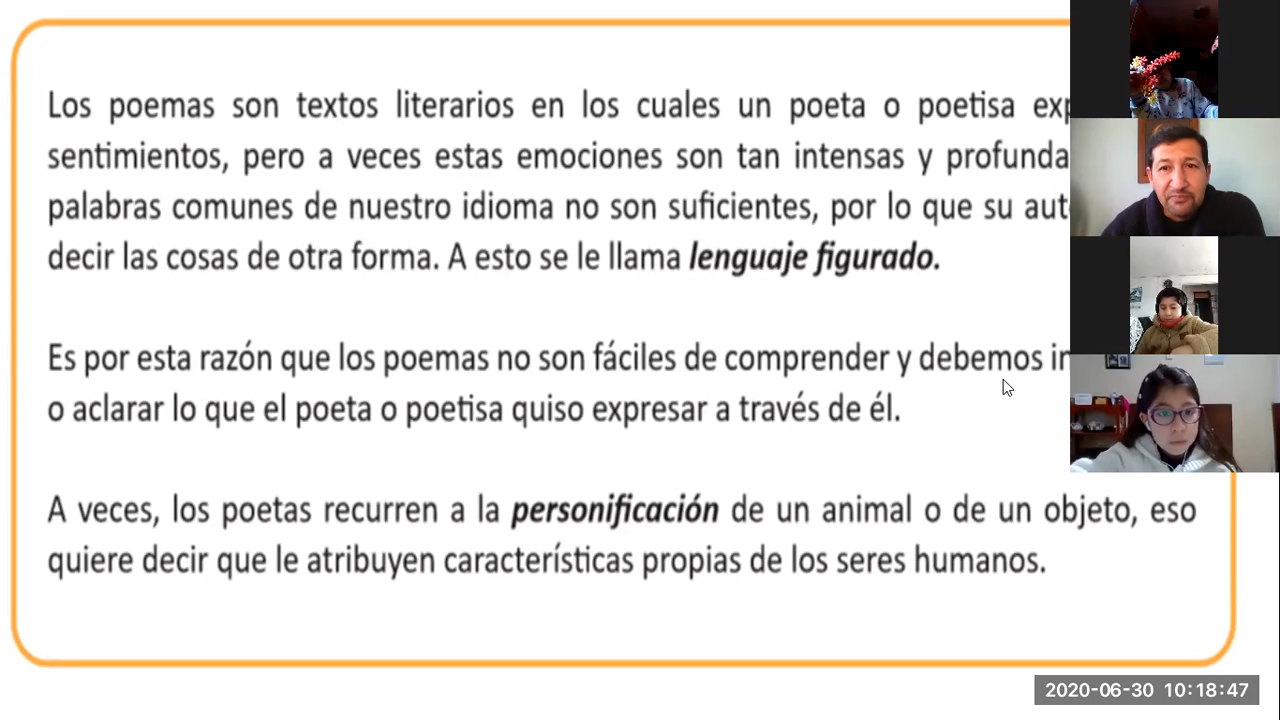 Los poemas son textos literarios en los cuales un poeta o poetisa
sentimientos, pero a veces estas emociones son tan intensas y
palabras comunes de nuestro idioma no son suficientes, por lo que su
decir las cosas de otra forma. A esto se le llama lenguaje figurado.
Es por esta razón que los poemas no son fáciles de comprender y debemos
o aclarar lo que el poeta o poetisa quiso expresar a través de él.
A veces, los poetas recurren a la personificación de un animal o de un objeto, eso
quiere decir que le atribuyen características propias de los seres humanos.
2020-06-30 10:18:47